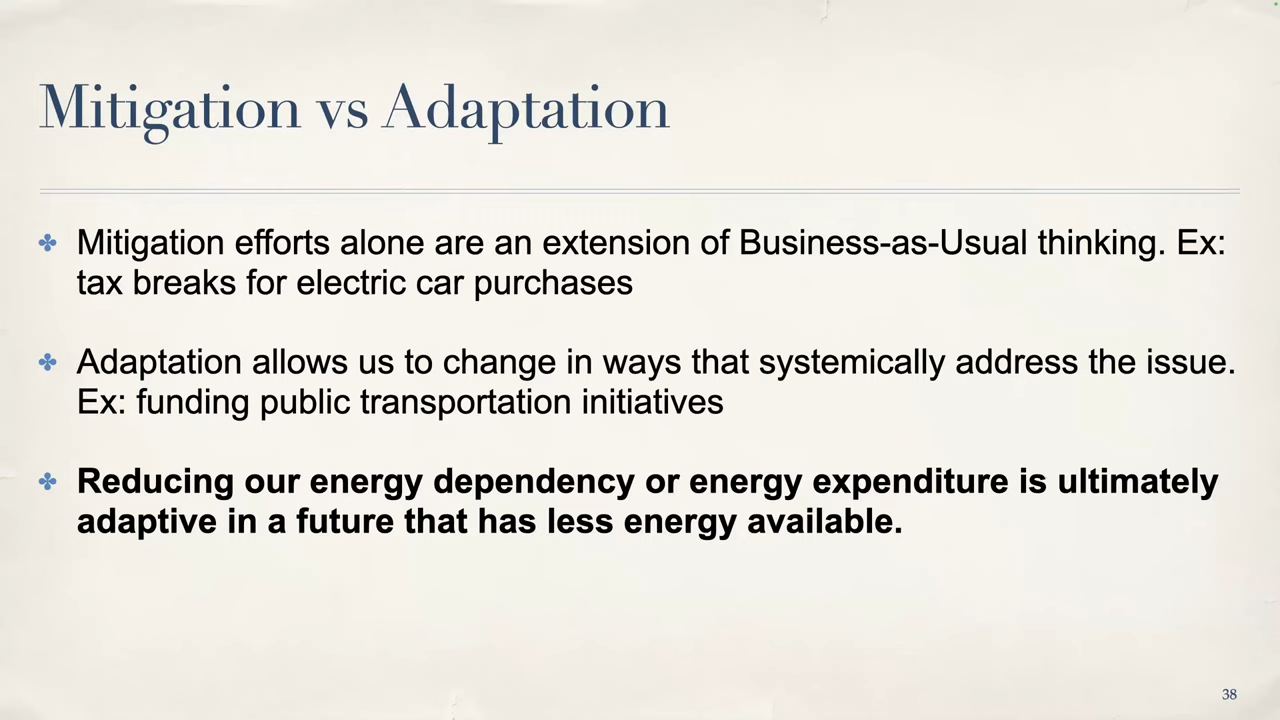 Mitigation vs Adaptation
Mitigation efforts alone are an extension of Business-as-Usual thinking. Ex:
tax breaks for electric car purchases
Adaptation allows us to change in ways that systemically address the issue.
Ex: funding public transportation initiatives
Reducing our energy dependency or energy expenditure is ultimately
adaptive in a future that has less energy available.
38